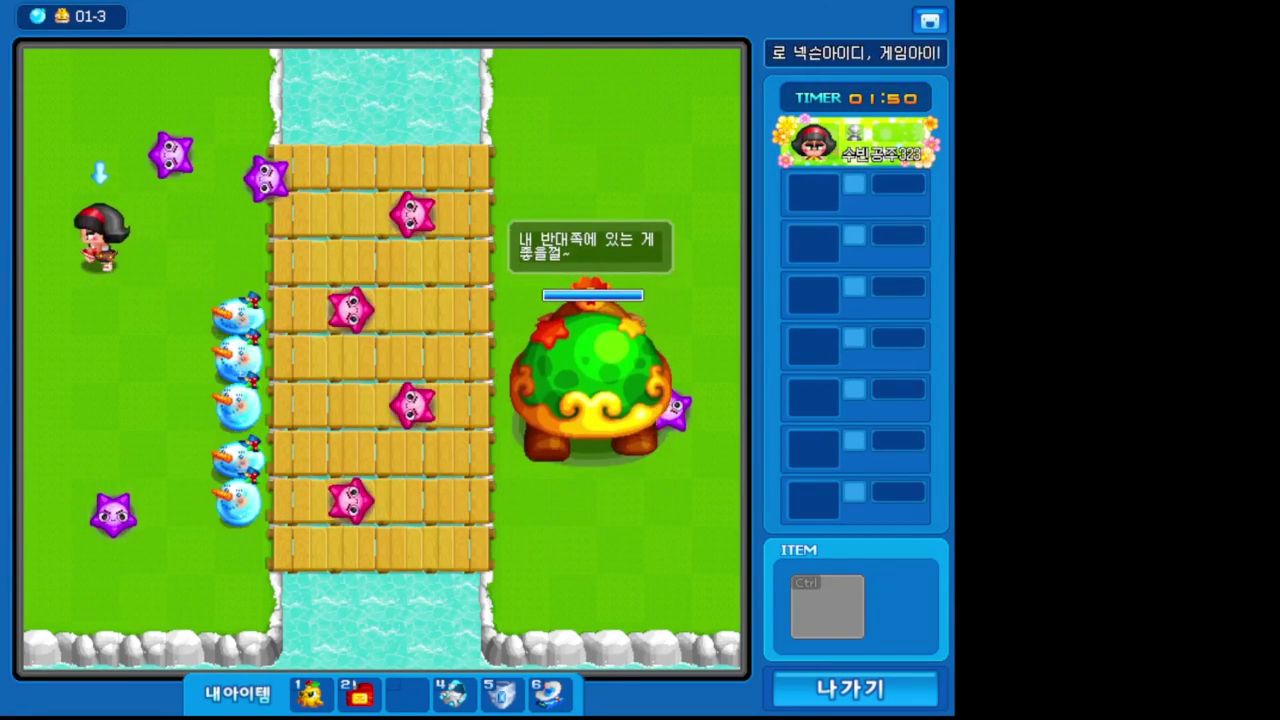 01-3
로 넥슨아이디, 게임아이
TIMER 01:50
수빈공주323
내 반대쪽에 있는 게
좋을껄~
ITEM
Ctrl
내아이템
1
2
4
5
6
나가기